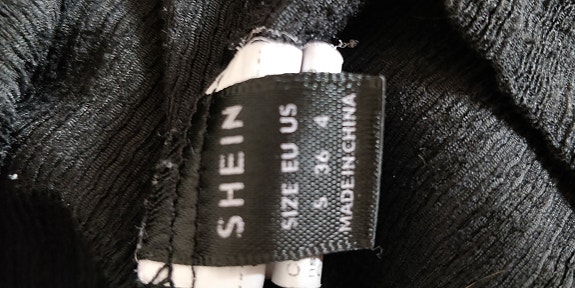 SHEIN
SIZE EU US
S 36 4
MADE IN CHINA